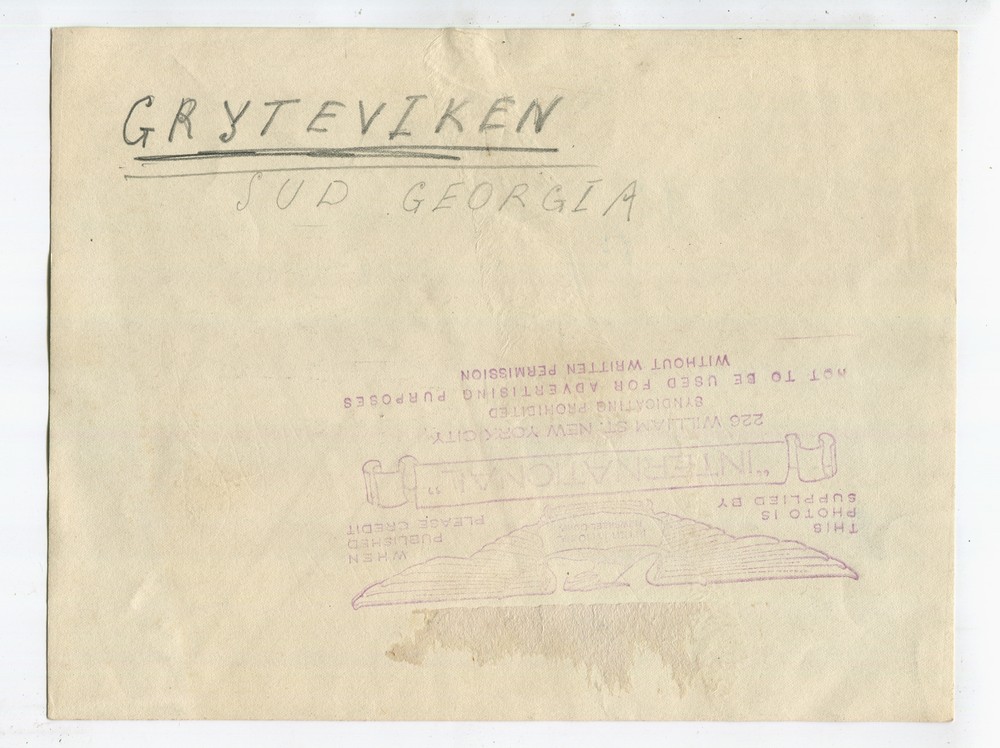 GRYTEVIKEN
SUD GEORGIA
THIS
PHOTO IS
SUPPLIED BY
WHEN
PUBLISHED
PLEASE CREDIT
"INTERNATIONAL"
226 WILLIAM ST. NEW YORK CITY
SYNDICATING PROHIBITED
NOT TO BE USED FOR ADVERTISING PURPOSES
WITHOUT WRITTEN PERMISSION